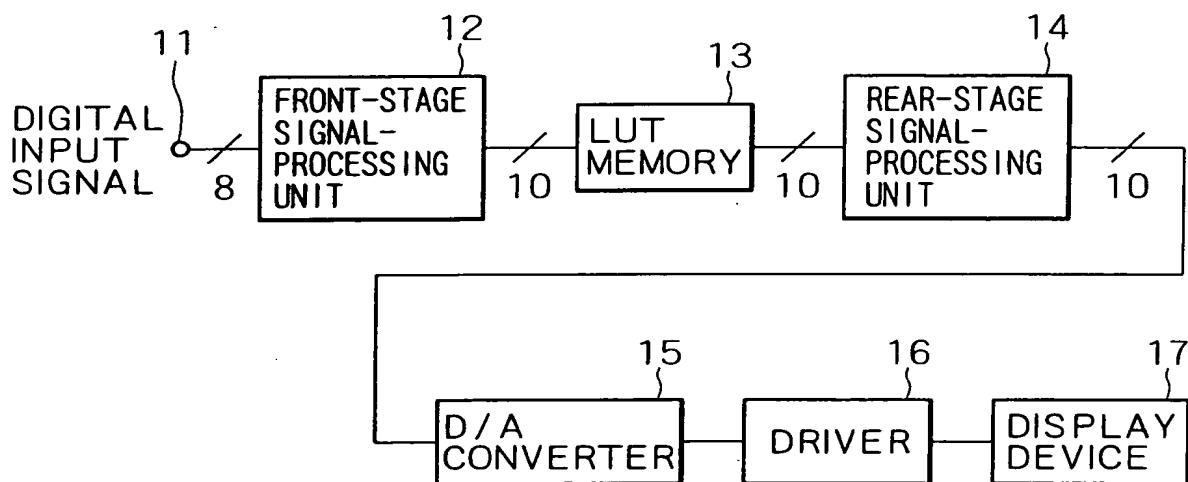 11
12
13
14
DIGITAL
INPUT
SIGNAL
8
FRONT-STAGE
SIGNAL-
PROCESSING
UNIT
10
LUT
MEMORY
10
REAR-STAGE
SIGNAL-
PROCESSING
UNIT
10
15
16
17
D/A
CONVERTER
DRIVER
DISPLAY
DEVICE